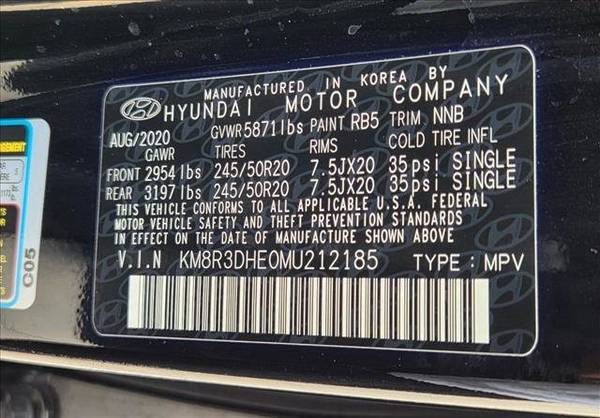 MANUFACTURED IN KOREA BY
HYUNDAI MOTOR COMPANY
AUG/2020 GVWR 5871lbs PAINT RB5 TRIM NNB
GAWR TIRES RIMS COLD TIRE INFL
FRONT 2954 lbs 245/50R20 7.5JX20 35psi SINGLE
REAR 3197 lbs 245/50R20 7.5JX20 35psi SINGLE
THIS VEHICLE CONFORMS TO ALL APPLICABLE U.S.A. FEDERAL
MOTOR VEHICLE SAFETY AND THEFT PREVENTION STANDARDS
IN EFFECT ON THE DATE OF MANUFACTURE SHOWN ABOVE.
V.I.N KM8R3DHE0MU212185 TYPE : MPV
C05